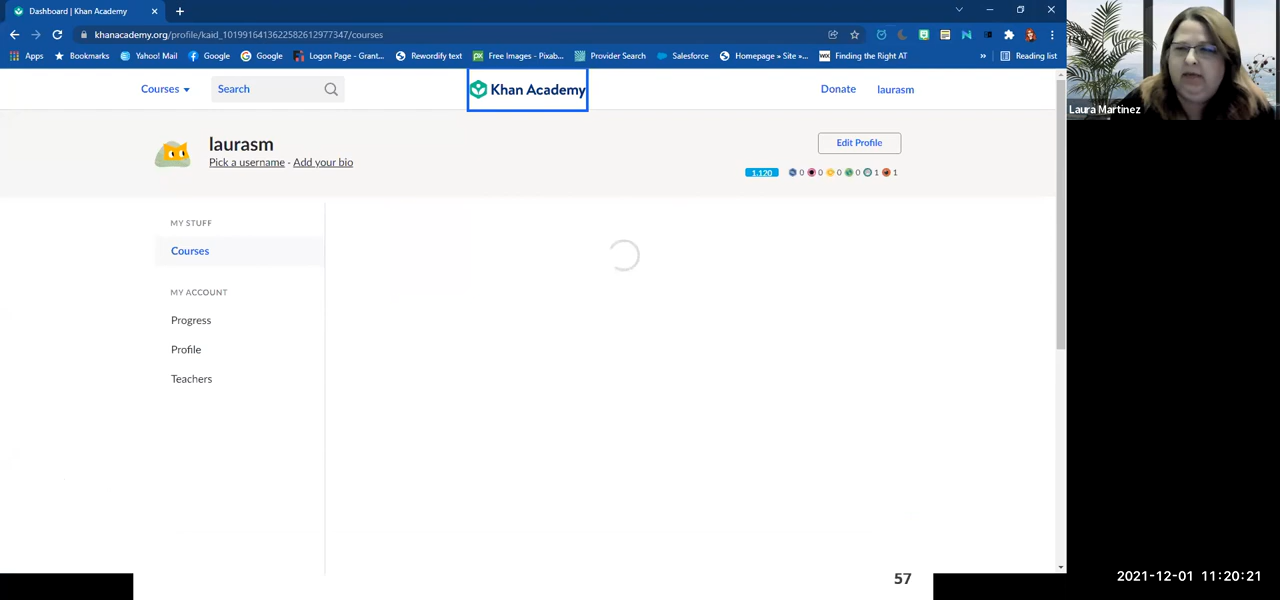 Dashboard | Khan Academy
khanacademy.org/profile/kaid_1019916413622582612977347/courses
Apps Bookmarks Yahoo! Mail Google Google Logon Page - Grant... Rewordify text Free Images - Pixab... Provider Search Salesforce Homepage » Site »... WIX Finding the Right AT » Reading list
Courses Search Khan Academy Donate laurasm
Laura Martinez
laurasm
Pick a username · Add your bio
Edit Profile
1,120 0 0 0 0 1 1
MY STUFF
Courses
MY ACCOUNT
Progress
Profile
Teachers
57
2021-12-01 11:20:21